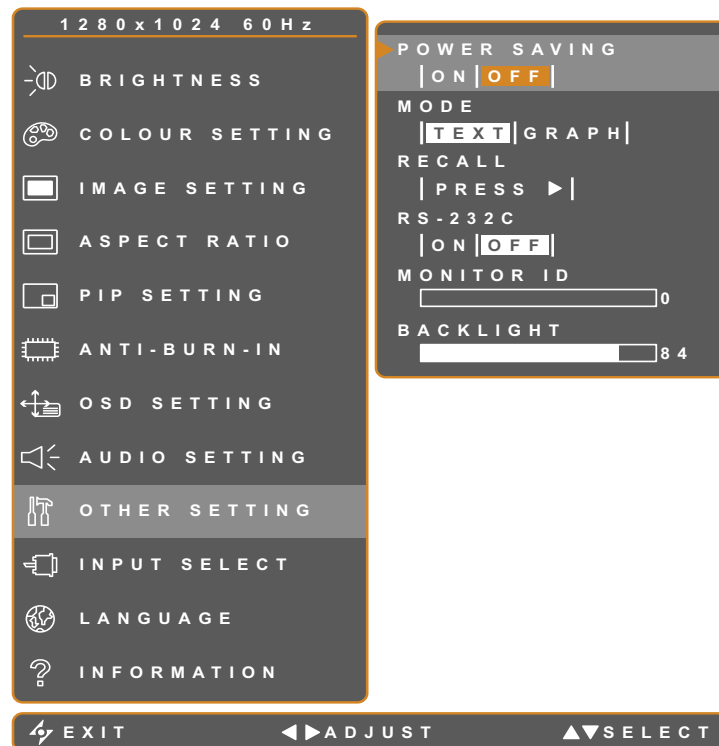 1280x1024 60Hz
BRIGHTNESS
COLOUR SETTING
IMAGE SETTING
ASPECT RATIO
PIP SETTING
ANTI-BURN-IN
OSD SETTING
AUDIO SETTING
OTHER SETTING
INPUT SELECT
LANGUAGE
INFORMATION
POWER SAVING
ON OFF
MODE
TEXT GRAPH
RECALL
PRESS ▶
RS-232C
ON OFF
MONITOR ID
0
BACKLIGHT
84
EXIT ◀▶ADJUST ▲▼SELECT